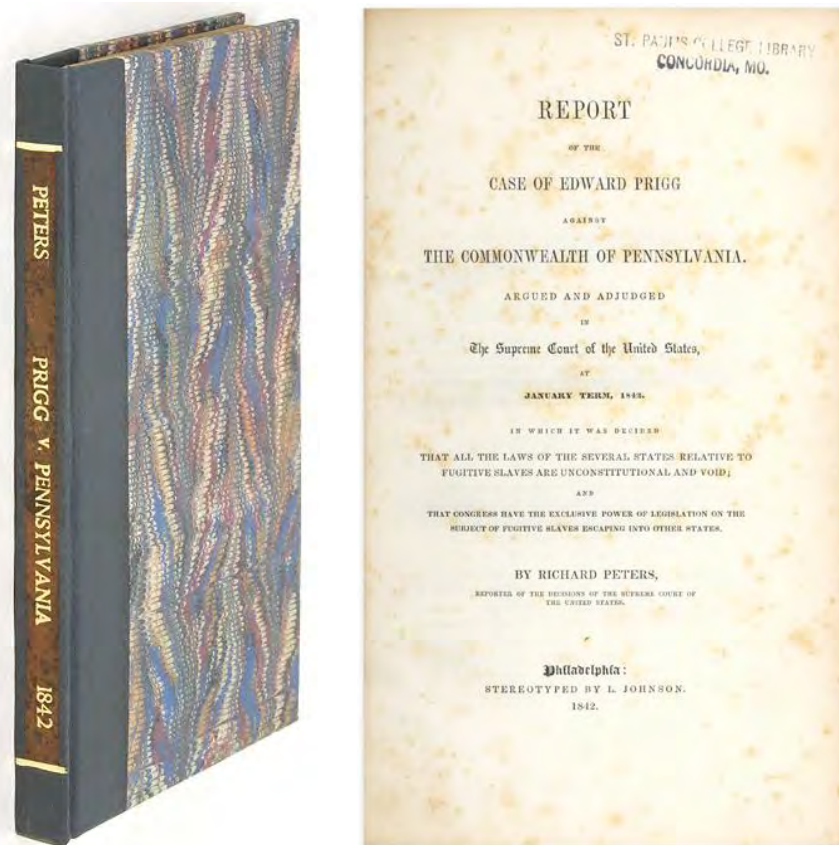 PETERS PRIGG v. PENNSYLVANIA 1842
ST. PAUL'S COLLEGE LIBRARY
CONCORDIA, MO.
REPORT
OF THE
CASE OF EDWARD PRIGG
AGAINST
THE COMMONWEALTH OF PENNSYLVANIA.
ARGUED AND ADJUDGED
IN
The Supreme Court of the United States,
AT
JANUARY TERM, 1842.
IN WHICH IT WAS DECIDED
THAT ALL THE LAWS OF THE SEVERAL STATES RELATIVE TO
FUGITIVE SLAVES ARE UNCONSTITUTIONAL AND VOID;
AND
THAT CONGRESS HAVE THE EXCLUSIVE POWER OF LEGISLATION ON THE
SUBJECT OF FUGITIVE SLAVES ESCAPING INTO OTHER STATES.
BY RICHARD PETERS,
REPORTER OF THE DECISIONS OF THE SUPREME COURT OF
THE UNITED STATES.
Philadelphia:
STEREOTYPED BY L. JOHNSON.
1842.